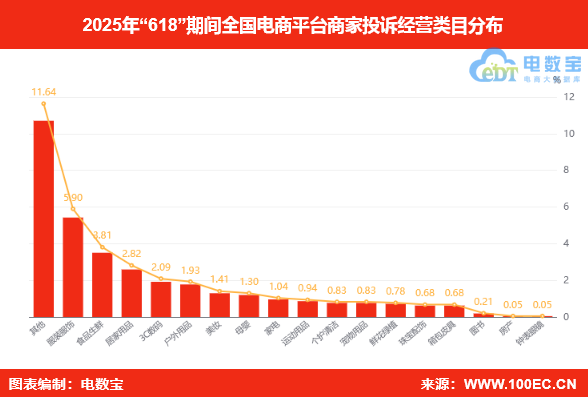 2025年“618”期间全国电商平台商家投诉经营类目分布
电数宝
eDT
电商大数据库
%
12
10
8
6
4
2
0
11.64
5.90
3.81
2.82
2.09
1.93
1.41
1.30
1.04
0.94
0.83
0.83
0.78
0.68
0.68
0.21
0.05
0.05
其他
服装服饰
食品生鲜
居家用品
3C数码
户外用品
美妆
母婴
家电
运动用品
个护清洁
宠物用品
鲜花绿植
珠宝配饰
箱包皮具
图书
房产
钟表眼镜
图表编制：电数宝
来源：WWW.100EC.CN